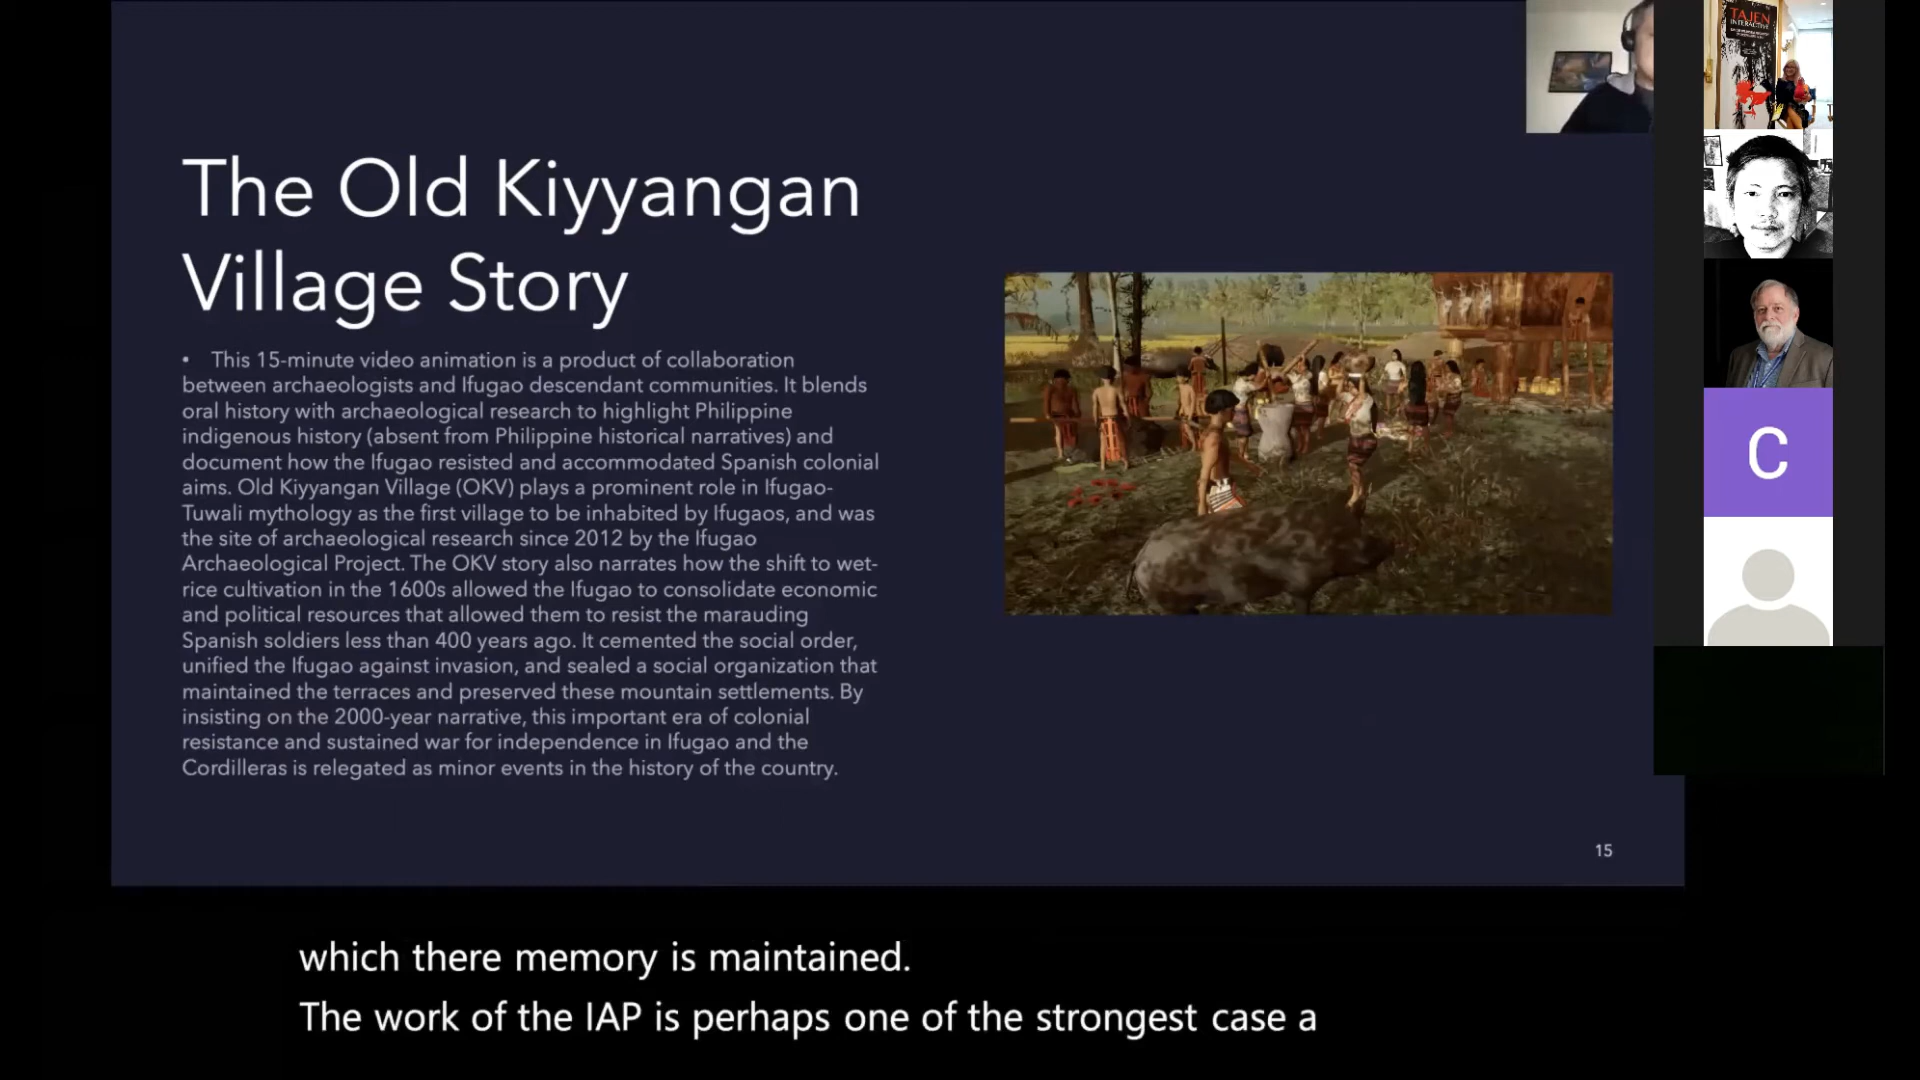 The Old Kiyyangan
Village Story
• This 15-minute video animation is a product of collaboration
between archaeologists and Ifugao descendant communities. It blends
oral history with archaeological research to highlight Philippine
indigenous history (absent from Philippine historical narratives) and
document how the Ifugao resisted and accommodated Spanish colonial
aims. Old Kiyyangan Village (OKV) plays a prominent role in Ifugao-
Tuwali mythology as the first village to be inhabited by Ifugaos, and was
the site of archaeological research since 2012 by the Ifugao
Archaeological Project. The OKV story also narrates how the shift to wet-
rice cultivation in the 1600s allowed the Ifugao to consolidate economic
and political resources that allowed them to resist the marauding
Spanish soldiers less than 400 years ago. It cemented the social order,
unified the Ifugao against invasion, and sealed a social organization that
maintained the terraces and preserved these mountain settlements. By
insisting on the 2000-year narrative, this important era of colonial
resistance and sustained war for independence in Ifugao and the
Cordilleras is relegated as minor events in the history of the country.
15
TAJEN
INTERACTIVE
C
which there memory is maintained.
The work of the IAP is perhaps one of the strongest case a